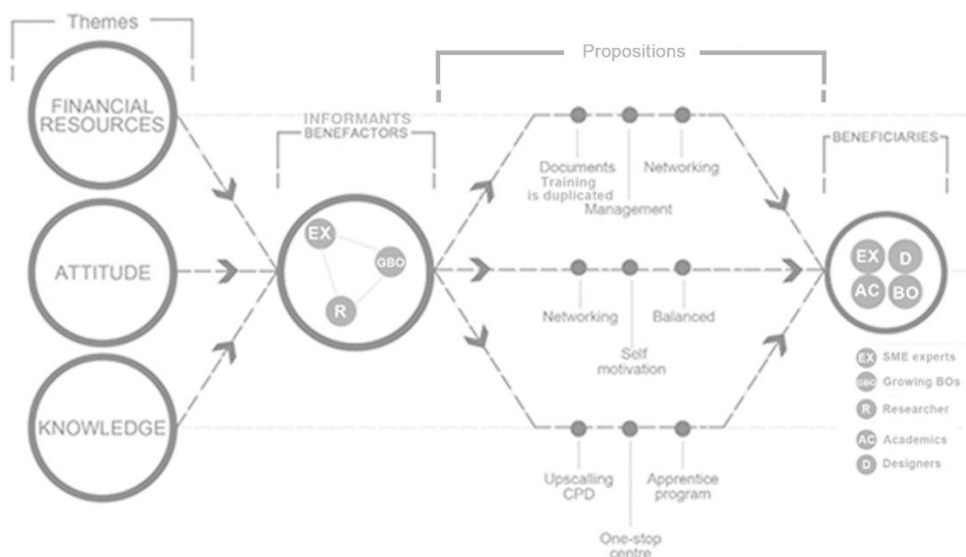 Themes
Propositions
FINANCIAL
RESOURCES
INFORMANTS
BENEFACTORS
BENEFICIARIES
Documents
Training
is duplicated
Management
Networking
EX
GBO
R
EX
D
AC
BO
ATTITUDE
Networking
Self
motivation
Balanced
EX SME experts
GBO Growing BOs
R Researcher
AC Academics
D Designers
KNOWLEDGE
Upscalling
CPD
One-stop
centre
Apprentice
program